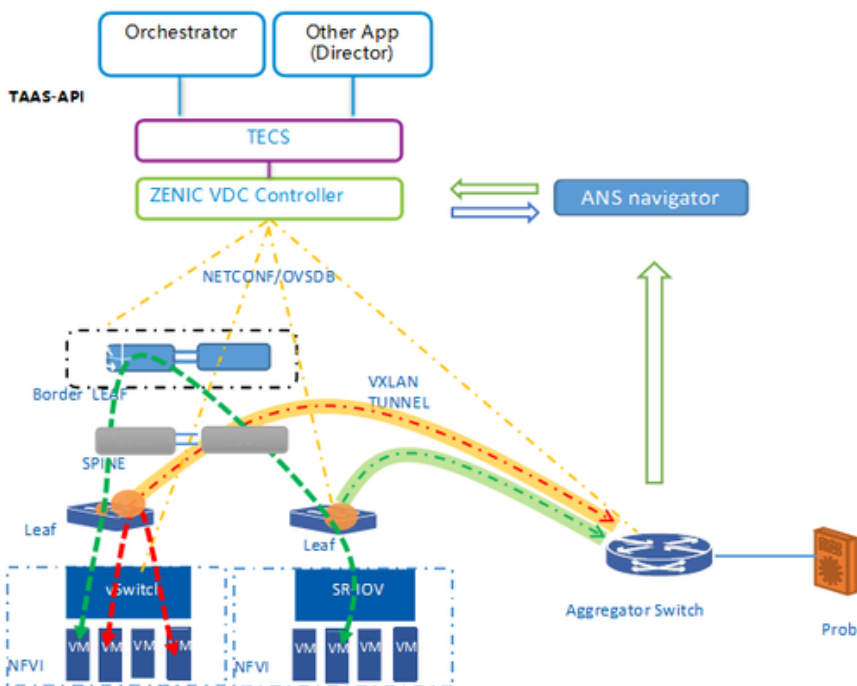 Orchestrator
Other App
(Director)
TAAS-API
TECS
ZENIC VDC Controller
ANS navigator
NETCONF/OVSDB
VXLAN
TUNNEL
Border LEAF
SPINE
Leaf
Leaf
vSwitch
SR-IOV
Aggregator Switch
Prob
VM
VM
VM
VM
VM
VM
VM
VM
NFVI
NFVI